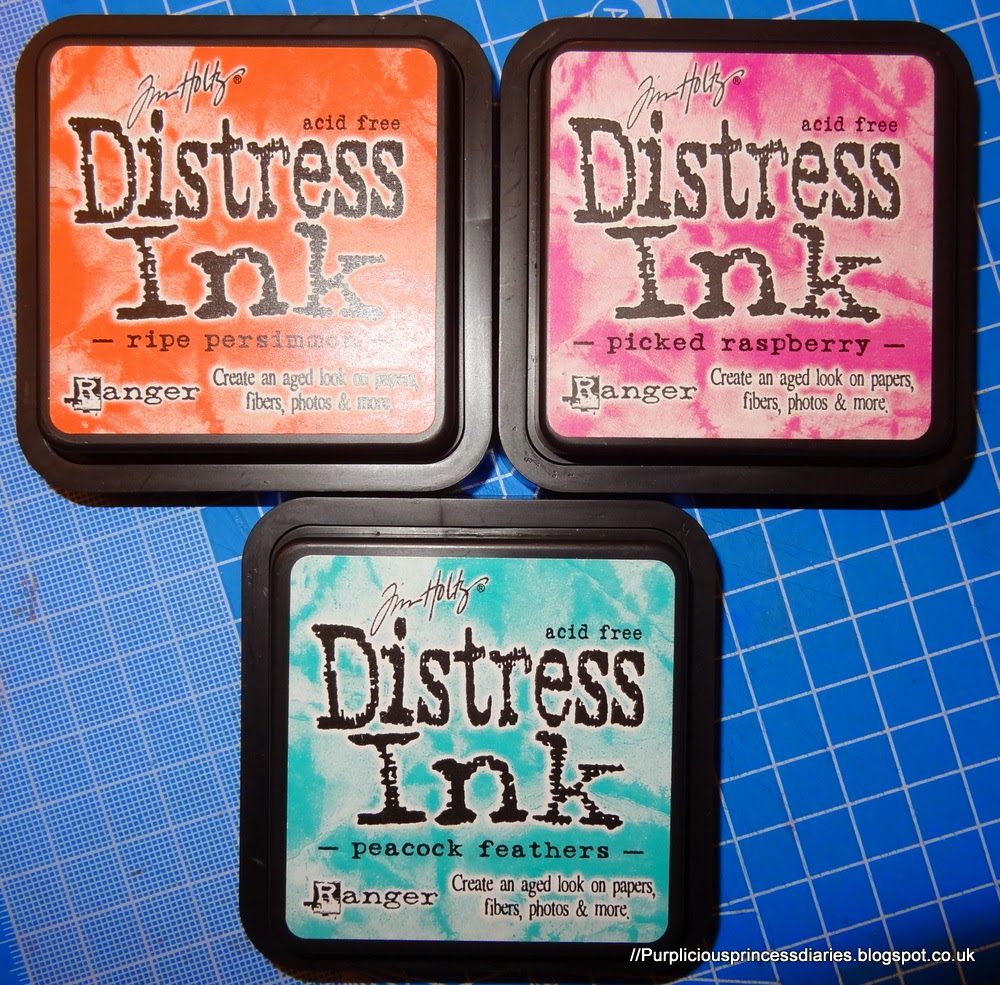 Tim Holtz®
acid free
Distress
Ink
— ripe persimmon —
Ranger
Create an aged look on papers,
fibers, photos & more.
Tim Holtz®
acid free
Distress
Ink
— picked raspberry —
Ranger
Create an aged look on papers,
fibers, photos & more.
Tim Holtz®
acid free
Distress
Ink
— peacock feathers —
Ranger
Create an aged look on papers,
fibers, photos & more.
//Purpliciousprincessdiaries.blogspot.co.uk